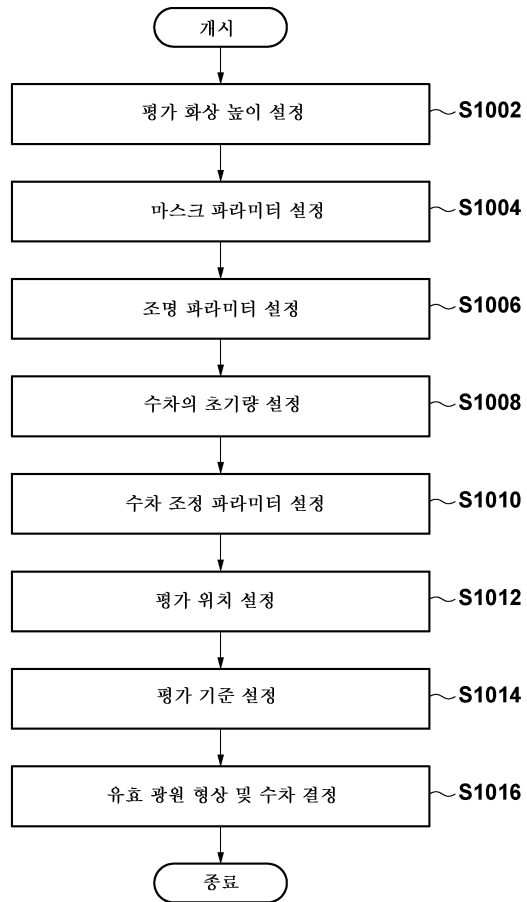 개시
평가 화상 높이 설정
S1002
마스크 파라미터 설정
S1004
조명 파라미터 설정
S1006
수차의 초기량 설정
S1008
수차 조정 파라미터 설정
S1010
평가 위치 설정
S1012
평가 기준 설정
S1014
유효 광원 형상 및 수차 결정
S1016
종료